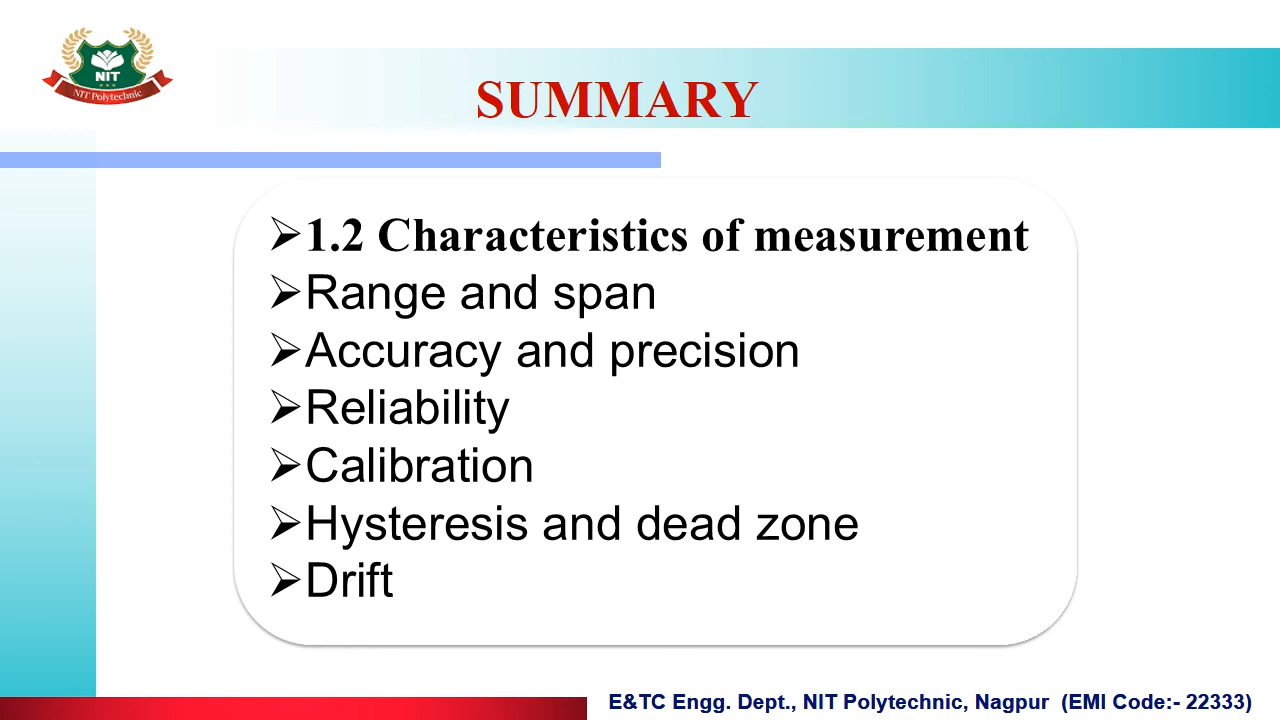 NIT
NIT Polytechnic
SUMMARY
➢1.2 Characteristics of measurement
➢Range and span
➢Accuracy and precision
➢Reliability
➢Calibration
➢Hysteresis and dead zone
➢Drift
E&TC Engg. Dept., NIT Polytechnic, Nagpur (EMI Code:- 22333)